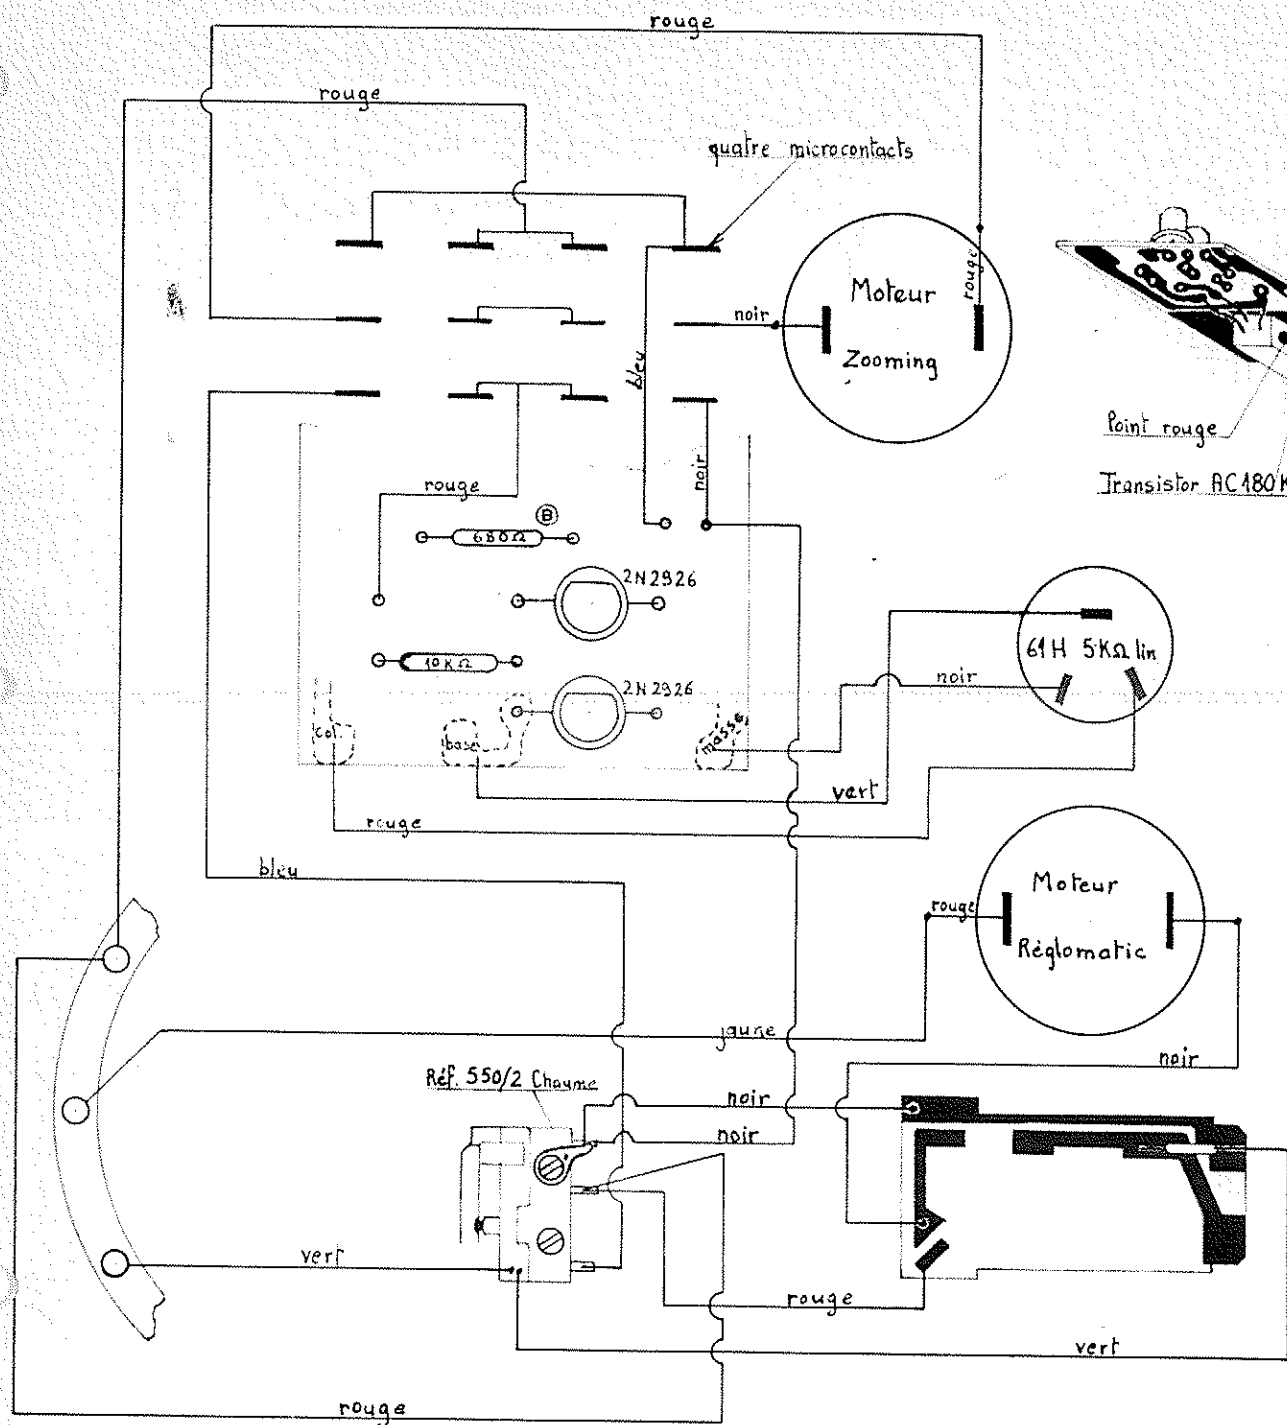 rouge
rouge
quatre microcontacts
Moteur
Zooming
rouge
noir
bleu
noir
Point rouge
Transistor AC180K
rouge
B
680Ω
2N2926
10KΩ
2N2926
61H 5KΩ lin
noir
Col.
base
masse
vert
rouge
bleu
Moteur
Réglomatic
rouge
jaune
noir
Réf. 550/2 Chaume
noir
noir
vert
rouge
vert
rouge